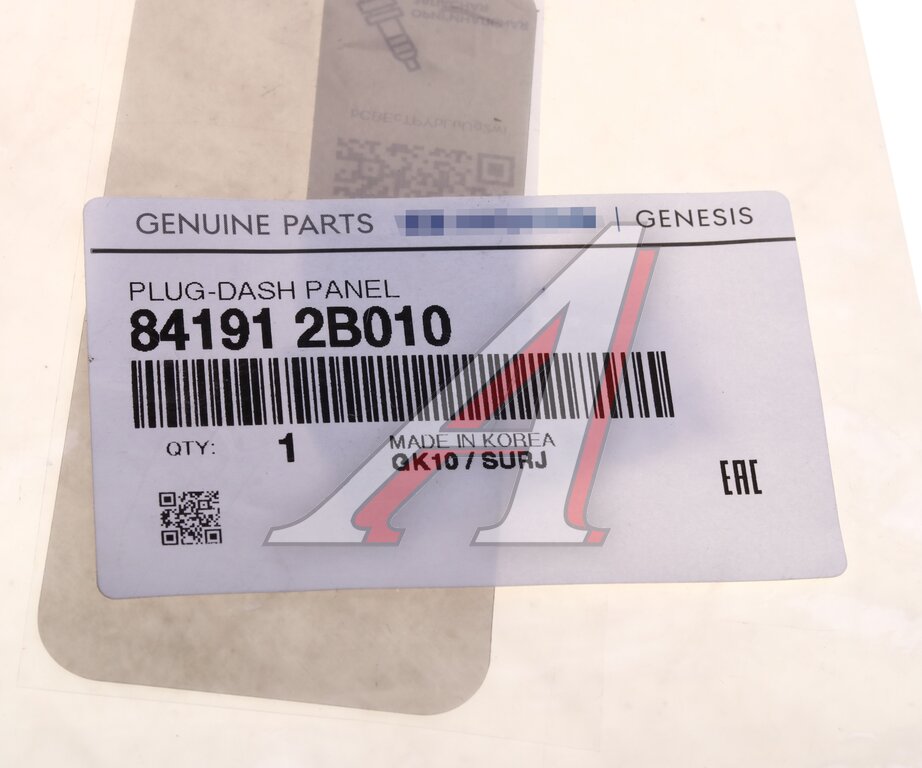 GENUINE PARTS | GENESIS
PLUG-DASH PANEL
84191 2B010
QTY: 1
MADE IN KOREA
GK10 / SURJ
EAC